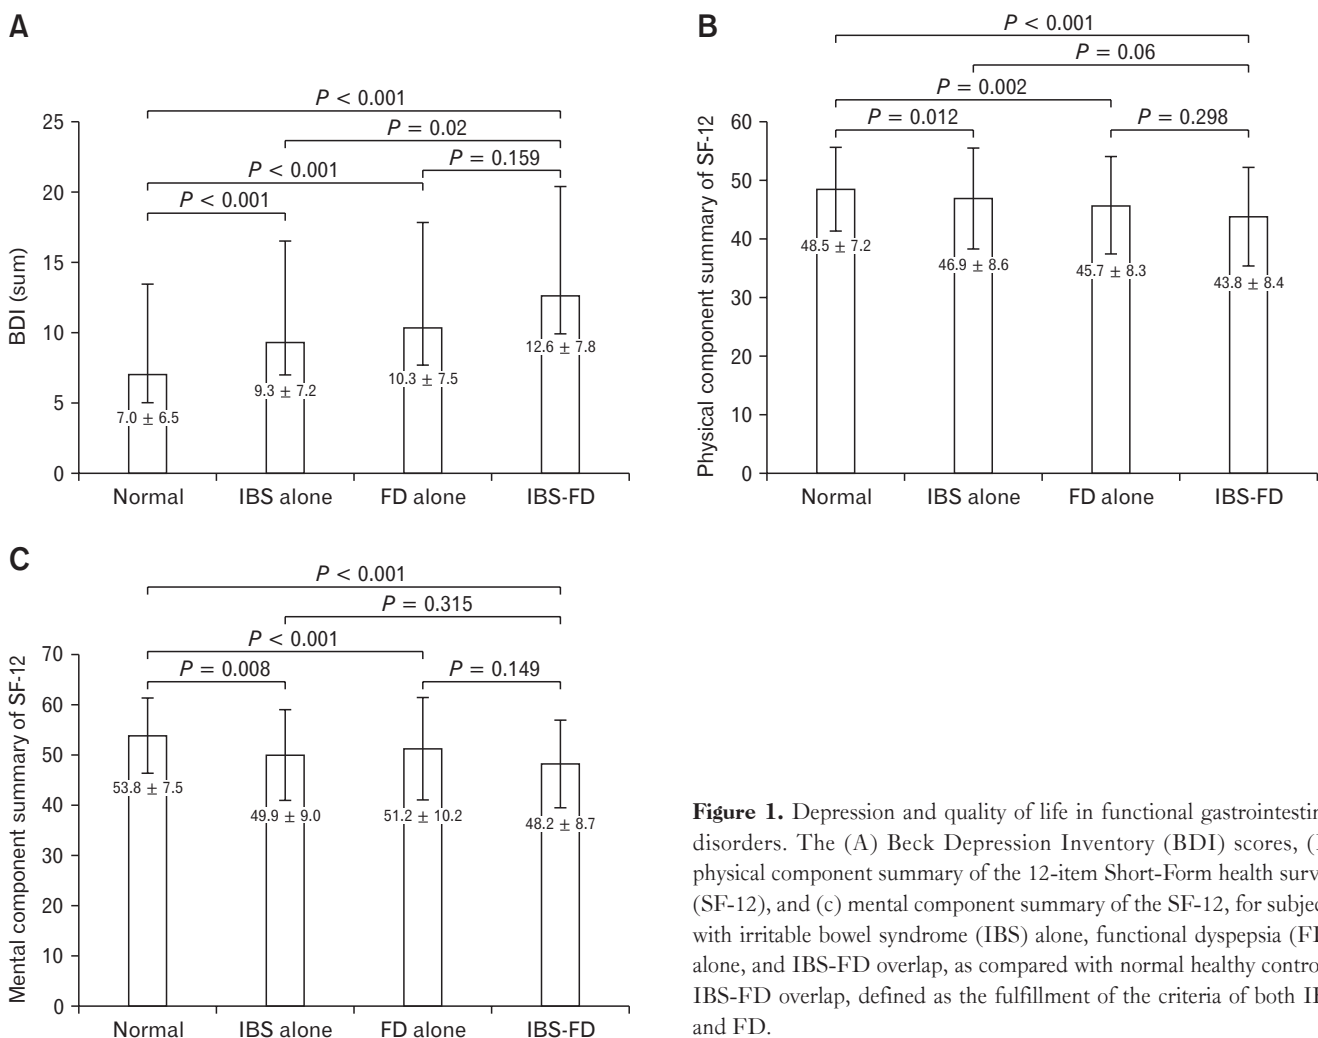 A
P < 0.001
P = 0.02
P = 0.159
P < 0.001
P < 0.001
BDI (sum)
25
20
15
10
5
0
7.0 ± 6.5
9.3 ± 7.2
10.3 ± 7.5
12.6 ± 7.8
Normal IBS alone FD alone IBS-FD
B
P < 0.001
P = 0.06
P = 0.002
P = 0.012
P = 0.298
Physical component summary of SF-12
60
50
40
30
20
10
0
48.5 ± 7.2
46.9 ± 8.6
45.7 ± 8.3
43.8 ± 8.4
Normal IBS alone FD alone IBS-FD
C
P < 0.001
P = 0.315
P < 0.001
P = 0.008
P = 0.149
Mental component summary of SF-12
70
60
50
40
30
20
10
0
53.8 ± 7.5
49.9 ± 9.0
51.2 ± 10.2
48.2 ± 8.7
Normal IBS alone FD alone IBS-FD
Figure 1. Depression and quality of life in functional gastrointestin
disorders. The (A) Beck Depression Inventory (BDI) scores, (
physical component summary of the 12-item Short-Form health surv
(SF-12), and (c) mental component summary of the SF-12, for subjec
with irritable bowel syndrome (IBS) alone, functional dyspepsia (FI
alone, and IBS-FD overlap, as compared with normal healthy contro
IBS-FD overlap, defined as the fulfillment of the criteria of both IB
and FD.